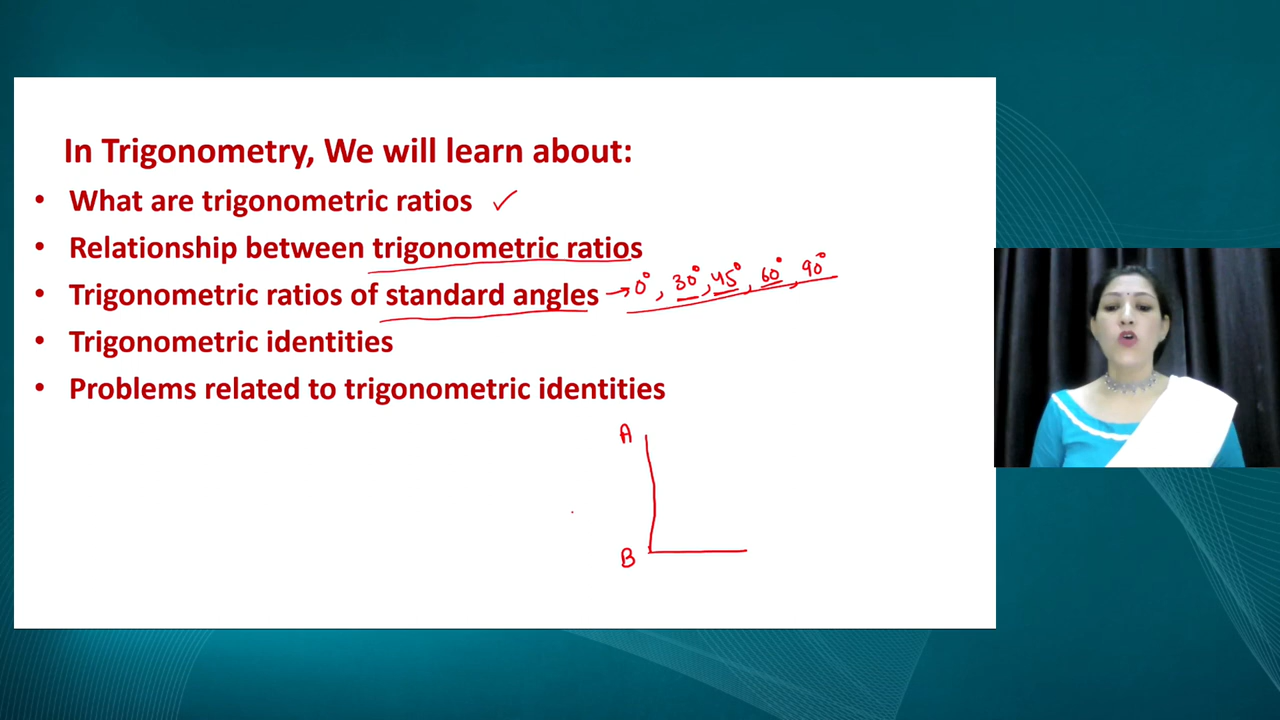 In Trigonometry, We will learn about:
• What are trigonometric ratios ✓
• Relationship between trigonometric ratios
• Trigonometric ratios of standard angles → 0°, 30°, 45°, 60°, 90°
• Trigonometric identities
• Problems related to trigonometric identities
A
B